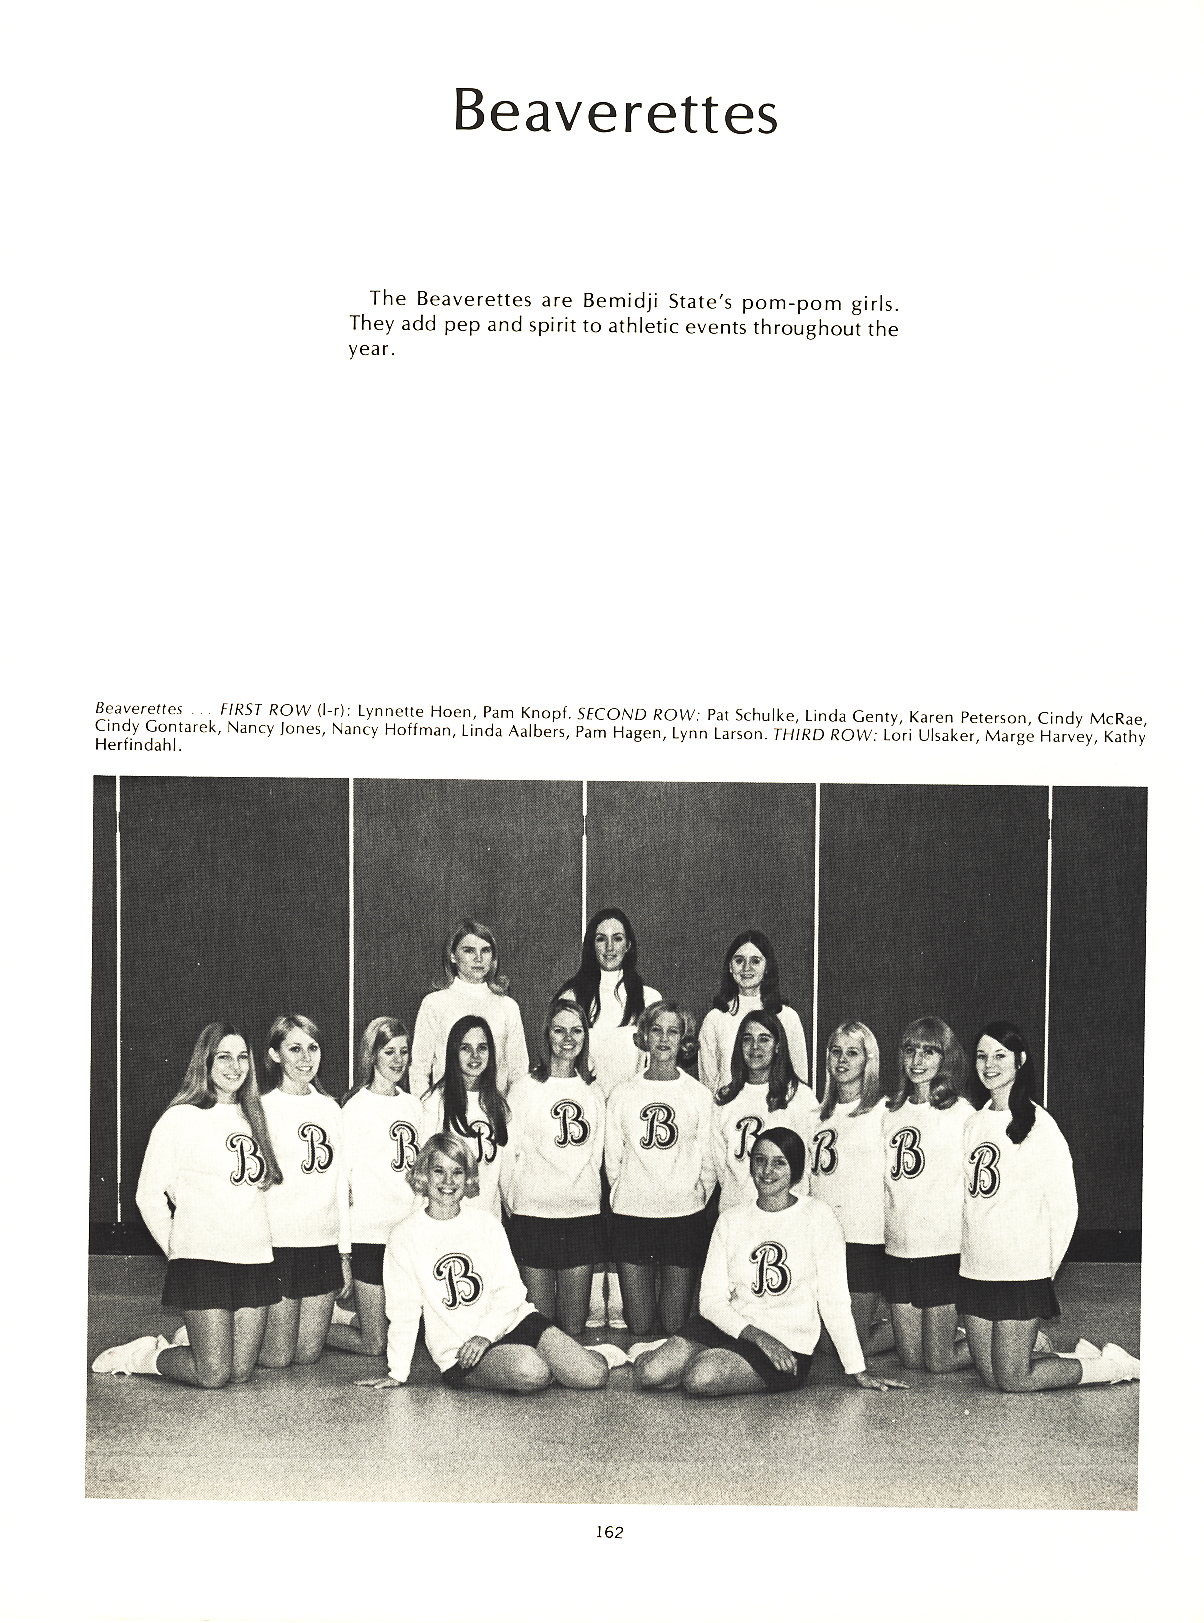 Beaverettes
The Beaverettes are Bemidji State's pom-pom girls.
They add pep and spirit to athletic events throughout the
year.
Beaverettes ... FIRST ROW (l-r): Lynnette Hoen, Pam Knopf. SECOND ROW: Pat Schulke, Linda Genty, Karen Peterson, Cindy McRae,
Cindy Gontarek, Nancy Jones, Nancy Hoffman, Linda Aalbers, Pam Hagen, Lynn Larson. THIRD ROW: Lori Ulsaker, Marge Harvey, Kathy
Herfindahl.
B B B B B B B B B B
B B
162